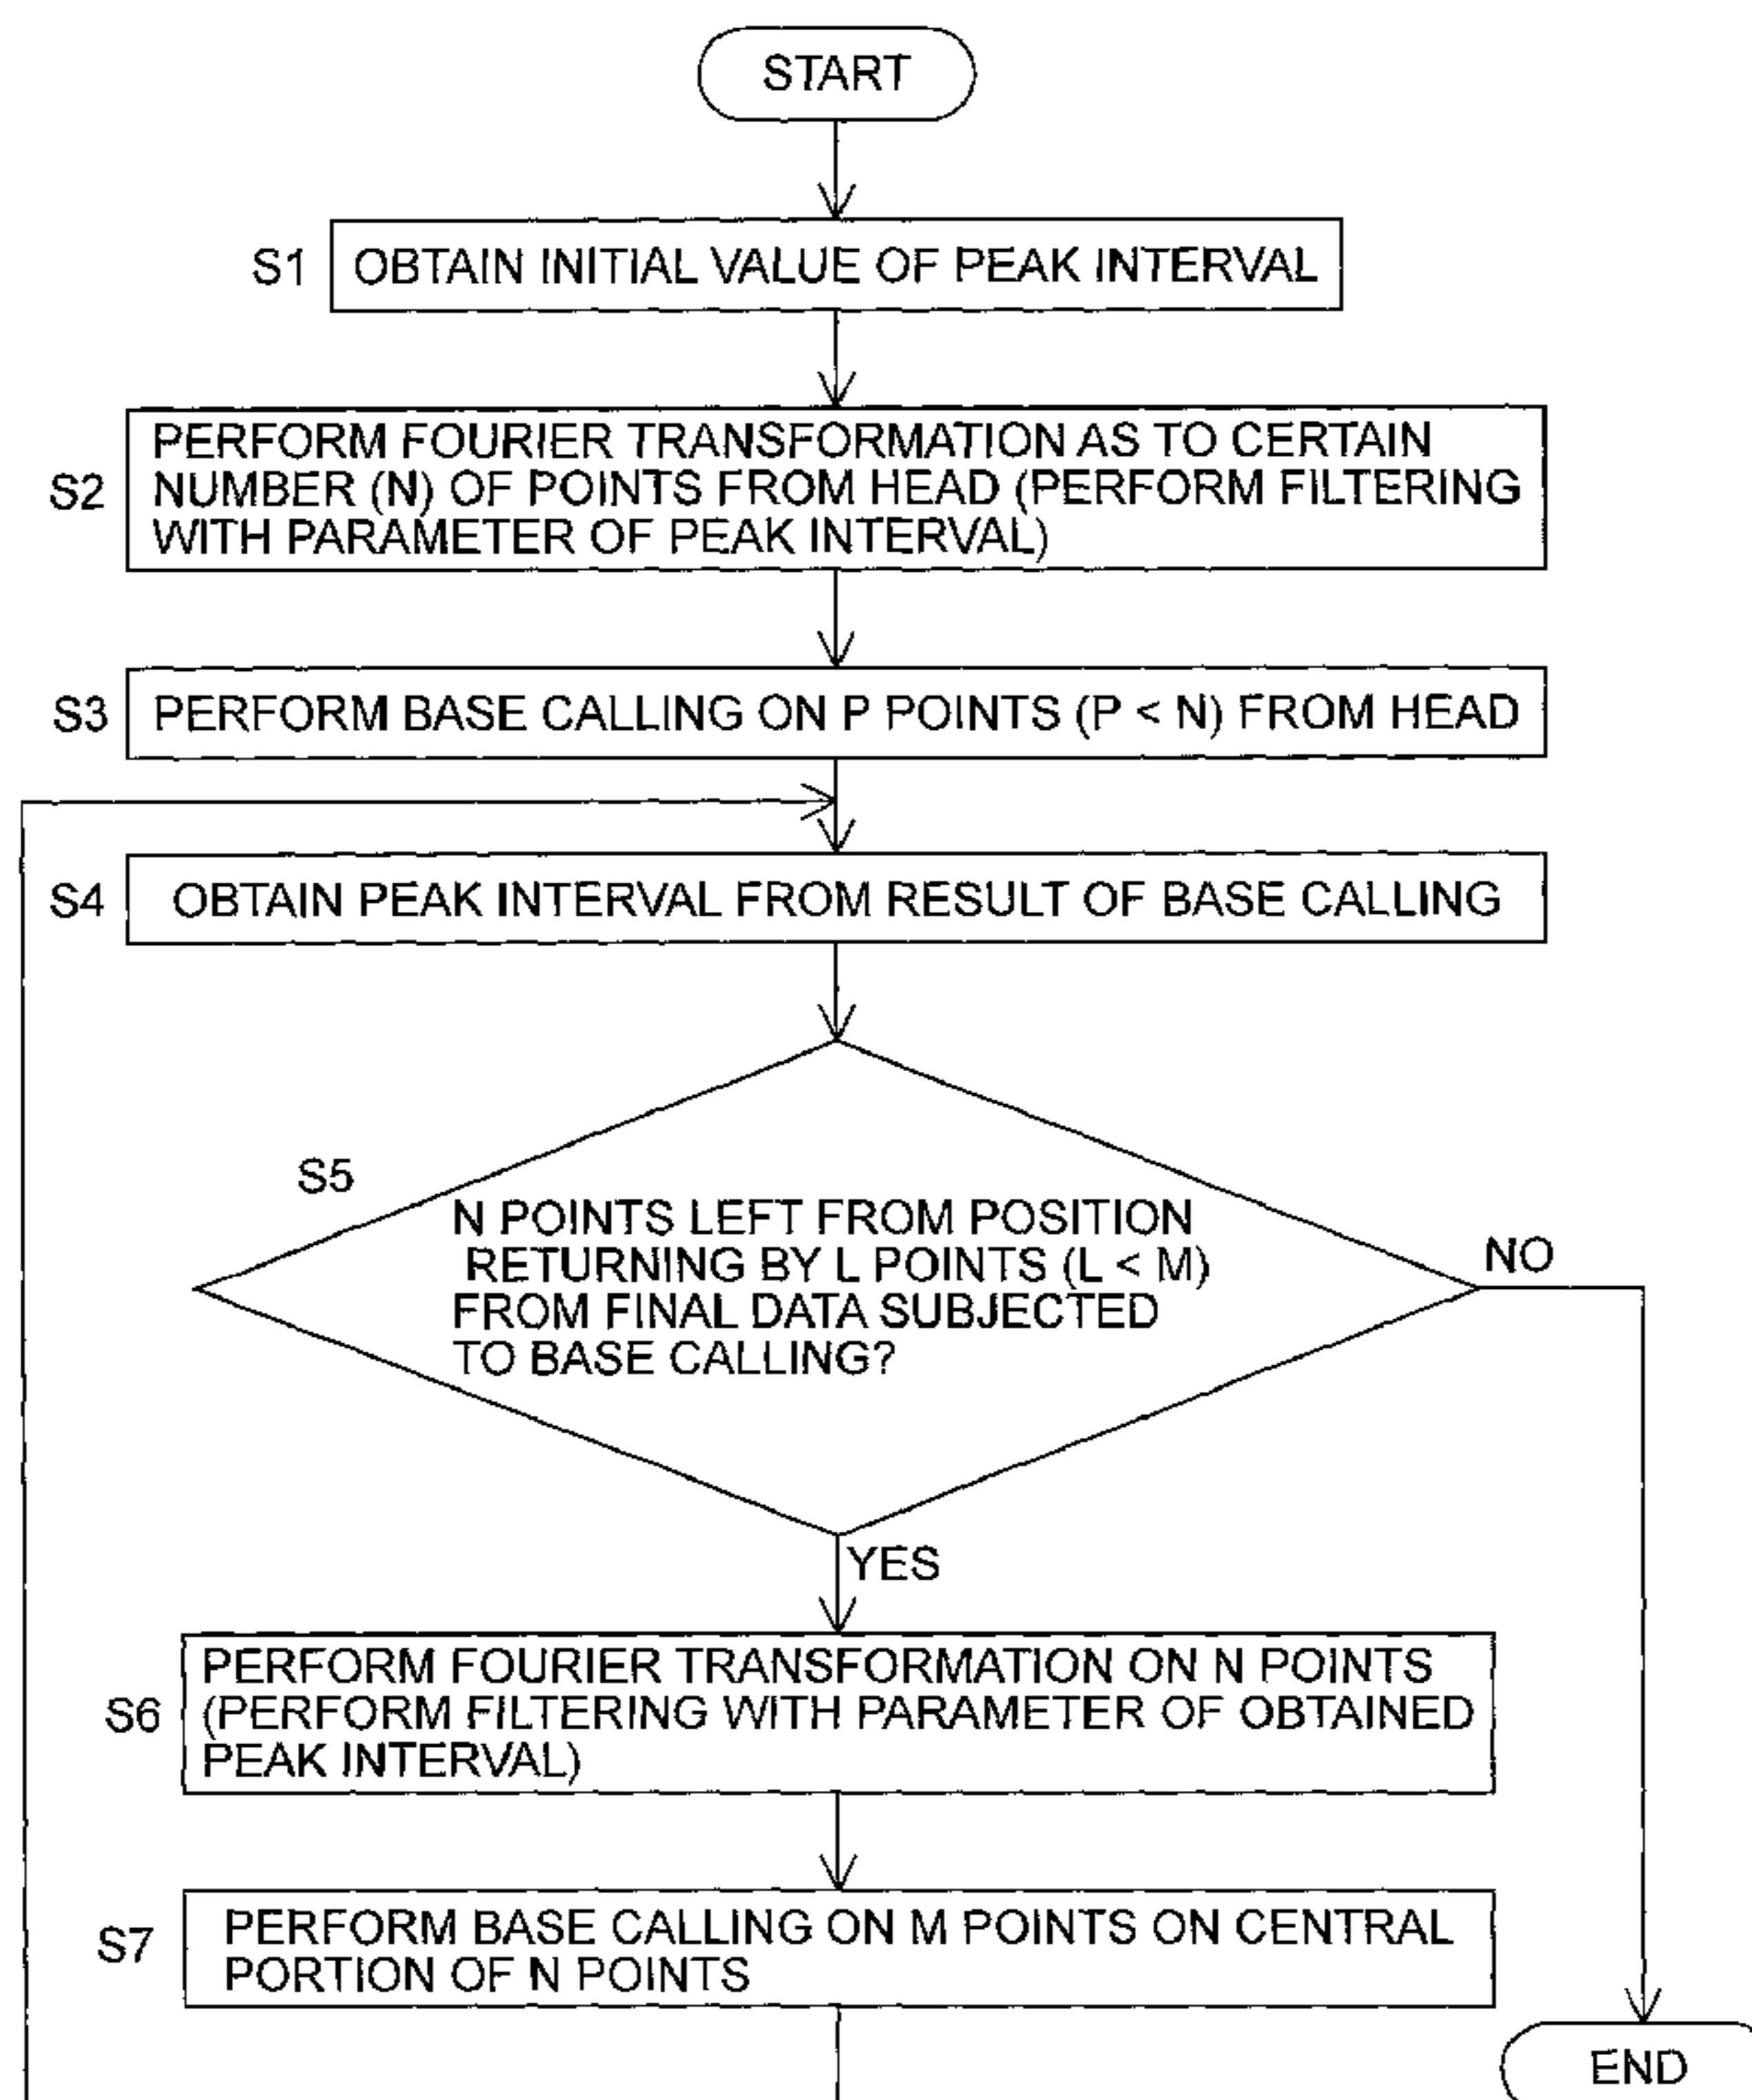 START
S1
OBTAIN INITIAL VALUE OF PEAK INTERVAL
S2
PERFORM FOURIER TRANSFORMATION AS TO CERTAIN
NUMBER (N) OF POINTS FROM HEAD (PERFORM FILTERING
WITH PARAMETER OF PEAK INTERVAL)
S3
PERFORM BASE CALLING ON P POINTS (P < N) FROM HEAD
S4
OBTAIN PEAK INTERVAL FROM RESULT OF BASE CALLING
S5
N POINTS LEFT FROM POSITION
RETURNING BY L POINTS (L < M)
FROM FINAL DATA SUBJECTED
TO BASE CALLING?
NO
YES
S6
PERFORM FOURIER TRANSFORMATION ON N POINTS
(PERFORM FILTERING WITH PARAMETER OF OBTAINED
PEAK INTERVAL)
S7
PERFORM BASE CALLING ON M POINTS ON CENTRAL
PORTION OF N POINTS
END